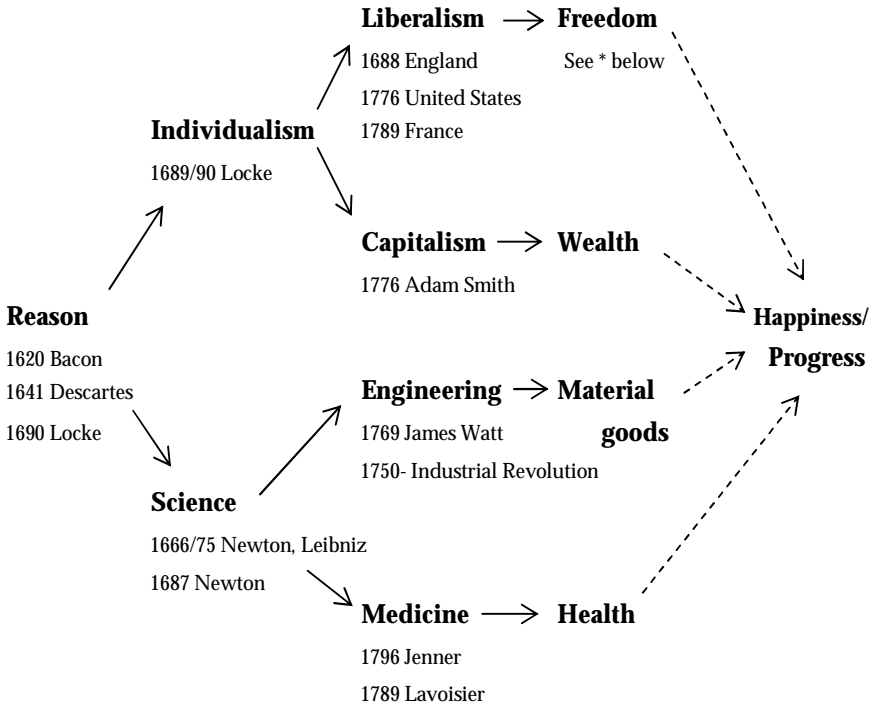 Liberalism
Freedom
1688 England
See * below
1776 United States
1789 France
Individualism
1689/90 Locke
Capitalism
Wealth
1776 Adam Smith
Reason
1620 Bacon
1641 Descartes
1690 Locke
Happiness/
Progress
Engineering
Material
goods
1769 James Watt
1750- Industrial Revolution
Science
1666/75 Newton, Leibniz
1687 Newton
Medicine
Health
1796 Jenner
1789 Lavoisier